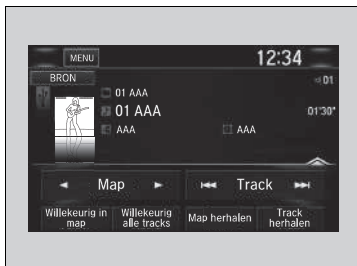 MENU
12:34
BRON
01
01 AAA
01 AAA
01'30"
AAA
AAA
Map
Track
Willekeurig in map
Willekeurig alle tracks
Map herhalen
Track herhalen